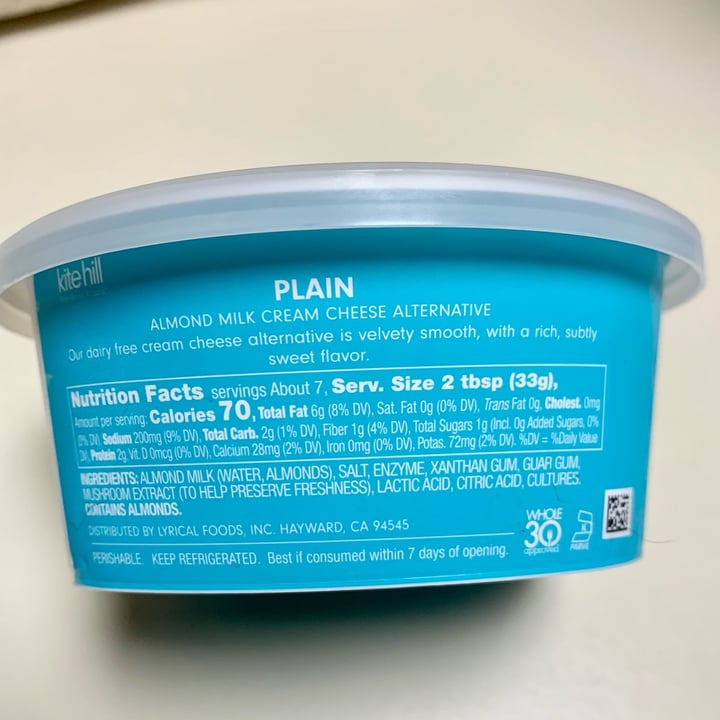 kite hill
PLAIN
ALMOND MILK CREAM CHEESE ALTERNATIVE
Our dairy free cream cheese alternative is velvety smooth, with a rich, subtly
sweet flavor.
Nutrition Facts servings About 7, Serv. Size 2 tbsp (33g),
Amount per serving: Calories 70, Total Fat 6g (8% DV), Sat. Fat 0g (0% DV), Trans Fat 0g, Cholest. 0mg
(0% DV), Sodium 200mg (9% DV), Total Carb. 2g (1% DV), Fiber 1g (4% DV), Total Sugars 1g (Incl. 0g Added Sugars, 0%
DV), Protein 2g, Vit. D 0mcg (0% DV), Calcium 28mg (2% DV), Iron 0mg (0% DV), Potas. 72mg (2% DV). %DV = %Daily Value
INGREDIENTS: ALMOND MILK (WATER, ALMONDS), SALT, ENZYME, XANTHAN GUM, GUAR GUM,
MUSHROOM EXTRACT (TO HELP PRESERVE FRESHNESS), LACTIC ACID, CITRIC ACID, CULTURES.
CONTAINS ALMONDS.
DISTRIBUTED BY LYRICAL FOODS, INC. HAYWARD, CA 94545
PERISHABLE. KEEP REFRIGERATED. Best if consumed within 7 days of opening.
WHOLE
30
approved
PARVE